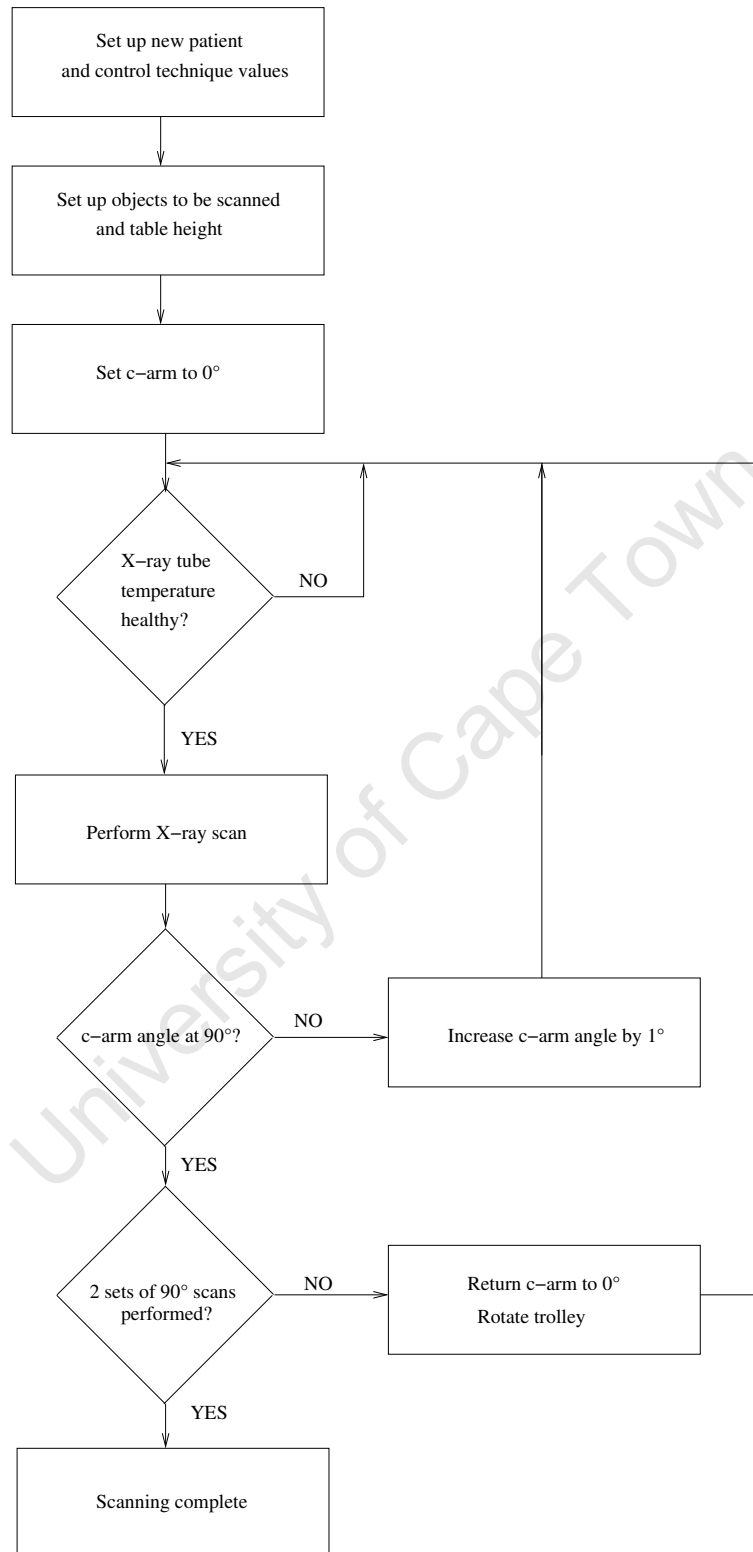 Set up new patient
and control technique values
Set up objects to be scanned
and table height
Set c−arm to 0°
X−ray tube
temperature
healthy?
NO
YES
Perform X−ray scan
c−arm angle at 90°?
NO
Increase c−arm angle by 1°
YES
2 sets of 90° scans
performed?
NO
Return c−arm to 0°
Rotate trolley
YES
Scanning complete
University of Cape Town